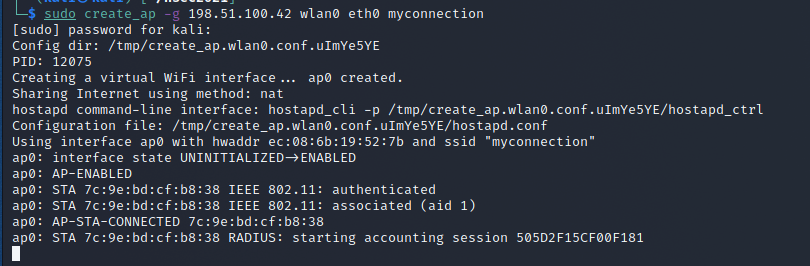 └─$ sudo create_ap -g 198.51.100.42 wlan0 eth0 myconnection
[sudo] password for kali:
Config dir: /tmp/create_ap.wlan0.conf.uImYe5YE
PID: 12075
Creating a virtual WiFi interface... ap0 created.
Sharing Internet using method: nat
hostapd command-line interface: hostapd_cli -p /tmp/create_ap.wlan0.conf.uImYe5YE/hostapd_ctrl
Configuration file: /tmp/create_ap.wlan0.conf.uImYe5YE/hostapd.conf
Using interface ap0 with hwaddr ec:08:6b:19:52:7b and ssid "myconnection"
ap0: interface state UNINITIALIZED→ENABLED
ap0: AP-ENABLED
ap0: STA 7c:9e:bd:cf:b8:38 IEEE 802.11: authenticated
ap0: STA 7c:9e:bd:cf:b8:38 IEEE 802.11: associated (aid 1)
ap0: AP-STA-CONNECTED 7c:9e:bd:cf:b8:38
ap0: STA 7c:9e:bd:cf:b8:38 RADIUS: starting accounting session 505D2F15CF00F181